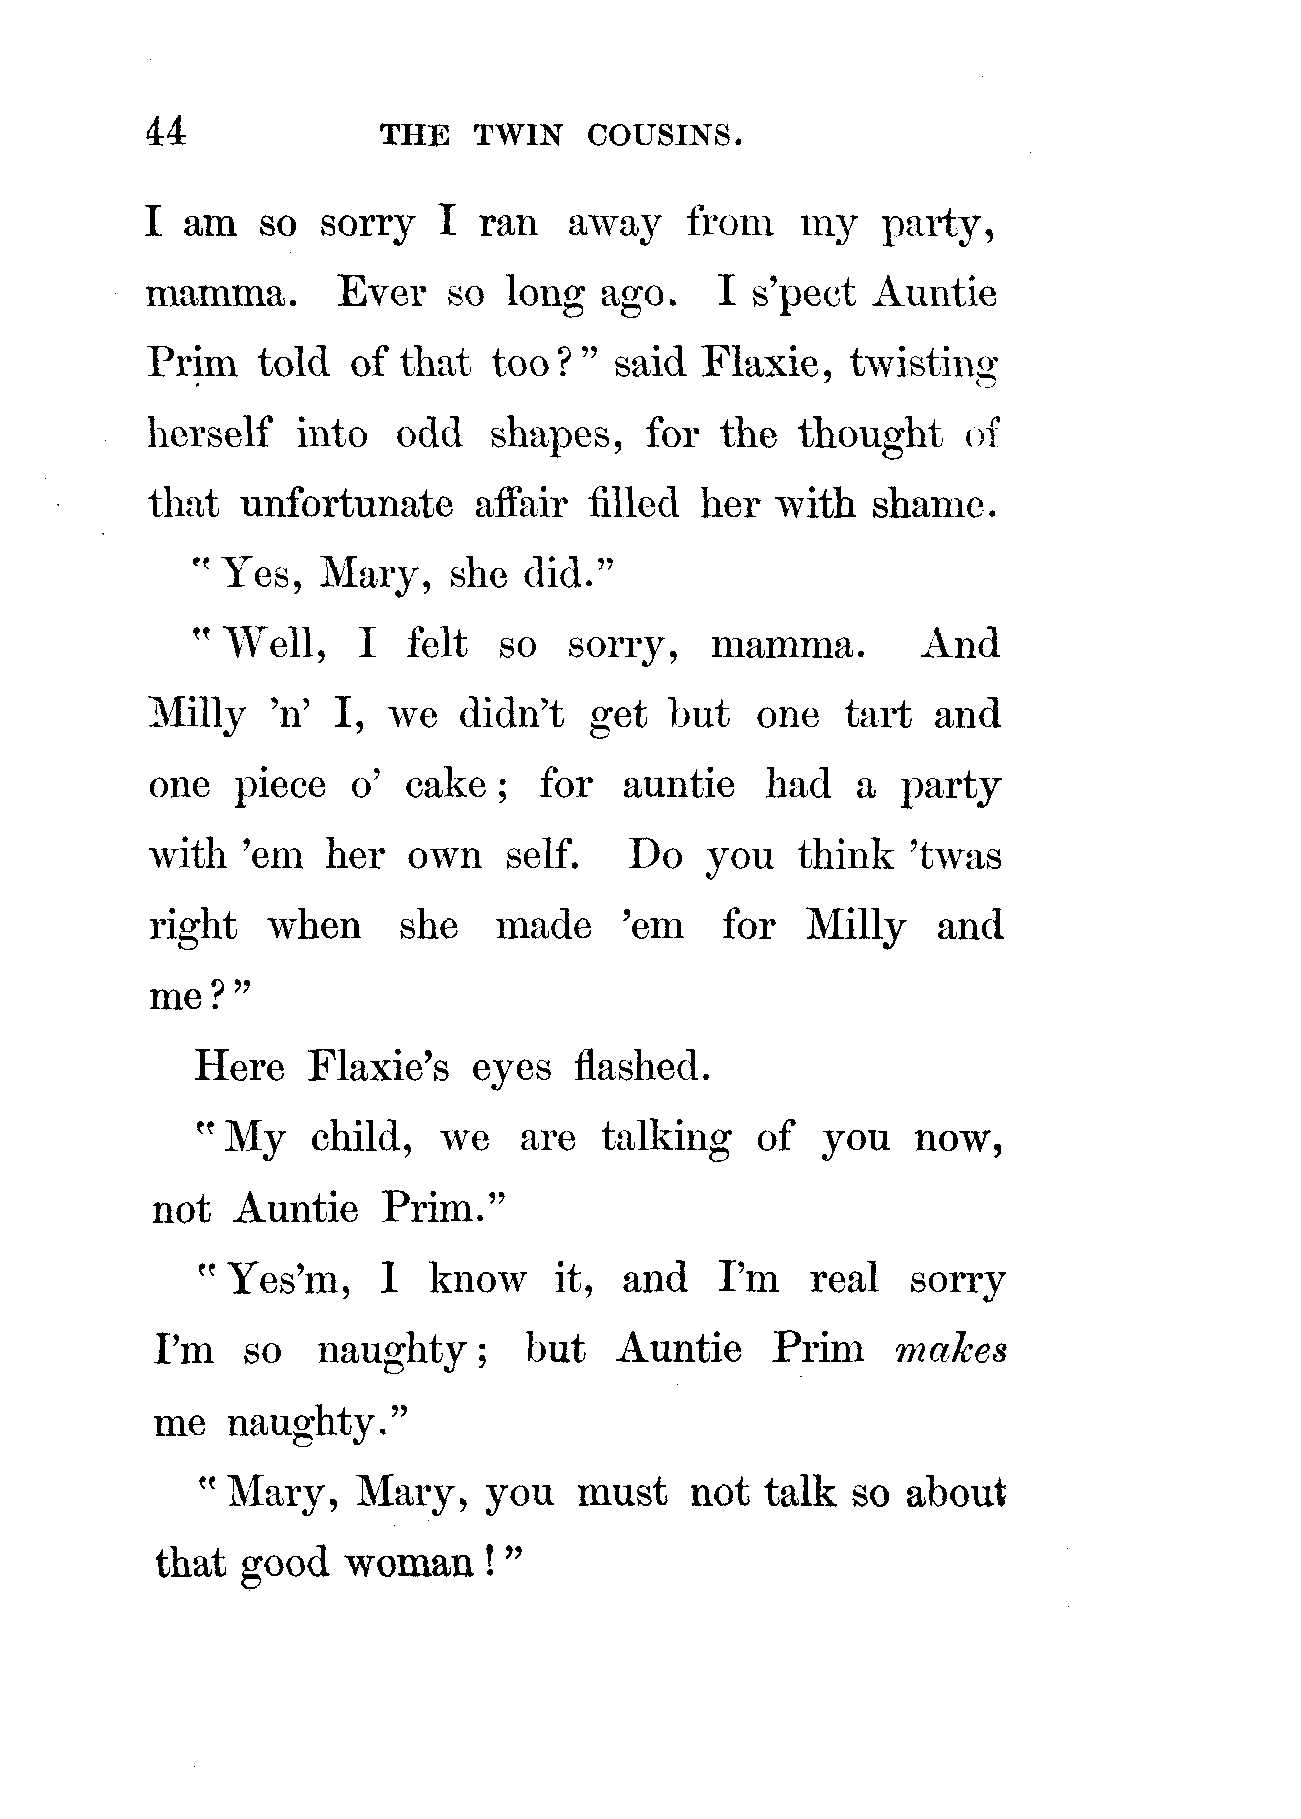 44 THE TWIN COUSINS.
I am so sorry I ran away from my party,
mamma. Ever so long ago. I s'pect Auntie
Prim told of that too?" said Flaxie, twisting
herself into odd shapes, for the thought of
that unfortunate affair filled her with shame.
"Yes, Mary, she did."
"Well, I felt so sorry, mamma. And
Milly 'n' I, we didn't get but one tart and
one piece o' cake; for auntie had a party
with 'em her own self. Do you think 'twas
right when she made 'em for Milly and
me?"
Here Flaxie's eyes flashed.
"My child, we are talking of you now,
not Auntie Prim."
"Yes'm, I know it, and I'm real sorry
I'm so naughty; but Auntie Prim makes
me naughty."
"Mary, Mary, you must not talk so about
that good woman!"